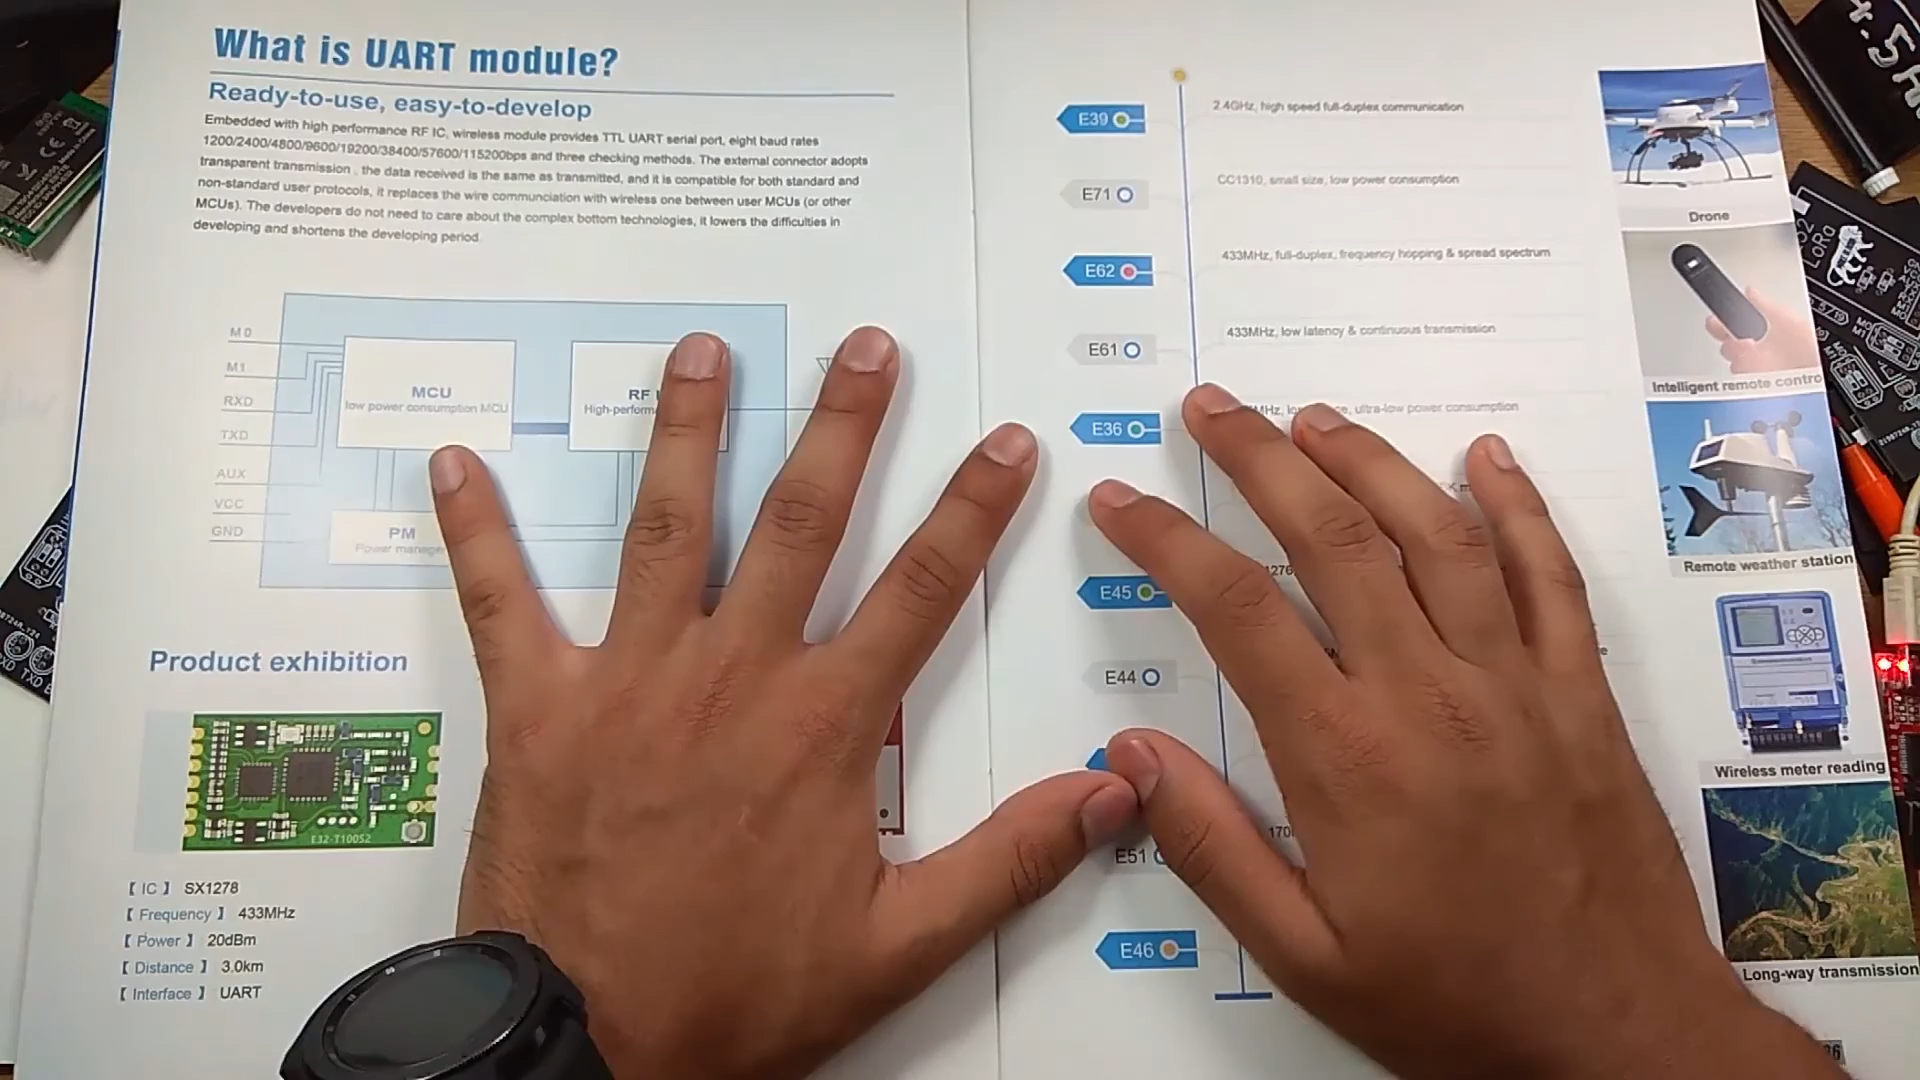 What is UART module?
Ready-to-use, easy-to-develop
Embedded with high performance RF IC, wireless module provides TTL UART serial port, eight baud rates
1200/2400/4800/9600/19200/38400/57600/115200bps and three checking methods. The external connector adopts
transparent transmission , the data received is the same as transmitted, and it is compatible for both standard and
non-standard user protocols, it replaces the wire communciation with wireless one between user MCUs (or other
MCUs). The developers do not need to care about the complex bottom technologies, it lowers the difficulties in
developing and shortens the developing period.
M0
M1
RXD
TXD
AUX
VCC
GND
MCU
low power consumption MCU
RF
PM
Power
Product exhibition
E32-T100S2
【 IC 】 SX1278
【 Frequency 】 433MHz
【 Power 】 20dBm
【 Distance 】 3.0km
【 Interface 】 UART
E39
2.4GHz, high speed full-duplex communication
E71
CC1310, small size, low power consumption
E62
433MHz, full-duplex, frequency hopping & spread spectrum
E61
433MHz, low latency & continuous transmission
E36
ultra-low power consumption
E45
E44
E51
E46
Drone
Intelligent remote contro
Remote weather station
Wireless meter reading
Long-way transmission
LoRa
TXD